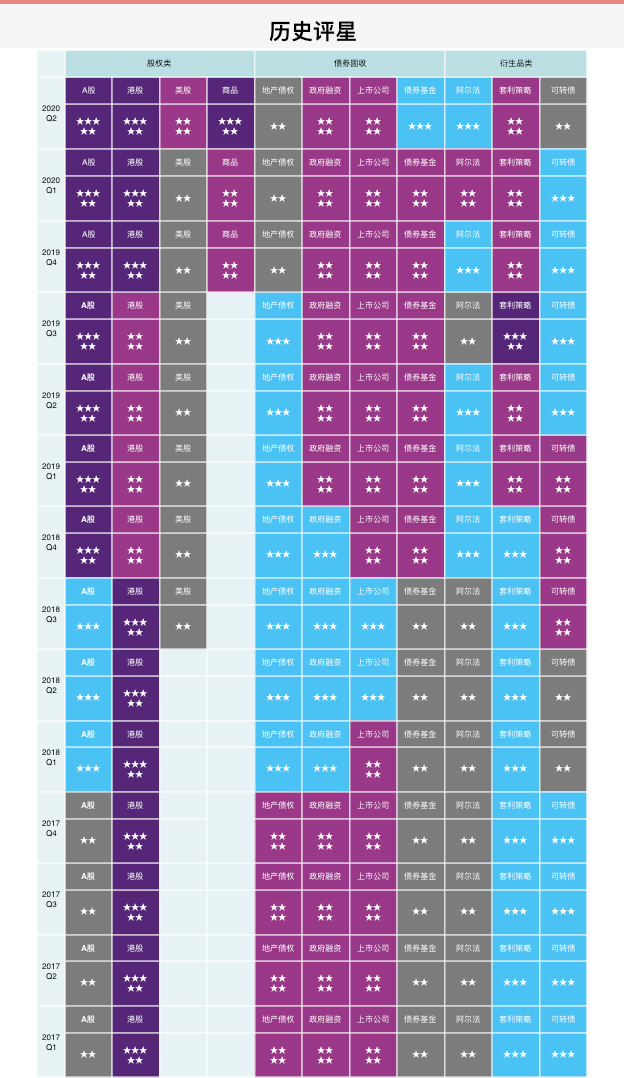 历史评星
股权类 债券固收 衍生品类
2020 Q2 A股 港股 美股 商品 地产债权 政府融资 上市公司 债券基金 阿尔法 套利策略 可转债
★★★★★ ★★★★★ ★★★★ ★★★★★ ★★ ★★★★ ★★★★ ★★★ ★★★ ★★★★ ★★
2020 Q1 A股 港股 美股 商品 地产债权 政府融资 上市公司 债券基金 阿尔法 套利策略 可转债
★★★★★ ★★★★★ ★★ ★★★★ ★★ ★★★★ ★★★★ ★★★★ ★★★★ ★★★★ ★★★
2019 Q4 A股 港股 美股 商品 地产债权 政府融资 上市公司 债券基金 阿尔法 套利策略 可转债
★★★★★ ★★★★★ ★★ ★★★★ ★★ ★★★★ ★★★★ ★★★★ ★★★ ★★★★ ★★★
2019 Q3 A股 港股 美股 地产债权 政府融资 上市公司 债券基金 阿尔法 套利策略 可转债
★★★★★ ★★★★ ★★ ★★★ ★★★★ ★★★★ ★★★★ ★★ ★★★★★ ★★★
2019 Q2 A股 港股 美股 地产债权 政府融资 上市公司 债券基金 阿尔法 套利策略 可转债
★★★★★ ★★★★ ★★ ★★★ ★★★★ ★★★★ ★★★★ ★★★ ★★★★ ★★★
2019 Q1 A股 港股 美股 地产债权 政府融资 上市公司 债券基金 阿尔法 套利策略 可转债
★★★★★ ★★★★ ★★ ★★★ ★★★★ ★★★★ ★★★★ ★★★ ★★★★ ★★★★
2018 Q4 A股 港股 美股 地产债权 政府融资 上市公司 债券基金 阿尔法 套利策略 可转债
★★★★★ ★★★★ ★★ ★★★ ★★★ ★★★★ ★★★★ ★★★ ★★★ ★★★★
2018 Q3 A股 港股 美股 地产债权 政府融资 上市公司 债券基金 阿尔法 套利策略 可转债
★★★ ★★★★★ ★★ ★★★ ★★★ ★★★ ★★ ★★ ★★★ ★★★★
2018 Q2 A股 港股 地产债权 政府融资 上市公司 债券基金 阿尔法 套利策略 可转债
★★★ ★★★★★ ★★★ ★★★ ★★★ ★★ ★★ ★★★ ★★
2018 Q1 A股 港股 地产债权 政府融资 上市公司 债券基金 阿尔法 套利策略 可转债
★★★ ★★★★★ ★★★ ★★★ ★★★★ ★★ ★★ ★★★ ★★
2017 Q4 A股 港股 地产债权 政府融资 上市公司 债券基金 阿尔法 套利策略 可转债
★★ ★★★★★ ★★★★ ★★★★ ★★★★ ★★ ★★ ★★★ ★★★
2017 Q3 A股 港股 地产债权 政府融资 上市公司 债券基金 阿尔法 套利策略 可转债
★★ ★★★★★ ★★★★ ★★★★ ★★★★ ★★ ★★ ★★★ ★★★
2017 Q2 A股 港股 地产债权 政府融资 上市公司 债券基金 阿尔法 套利策略 可转债
★★ ★★★★★ ★★★★ ★★★★ ★★★★ ★★ ★★ ★★★ ★★★
2017 Q1 A股 港股 地产债权 政府融资 上市公司 债券基金 阿尔法 套利策略 可转债
★★ ★★★★★ ★★★★ ★★★★ ★★★★ ★★ ★★ ★★★ ★★★